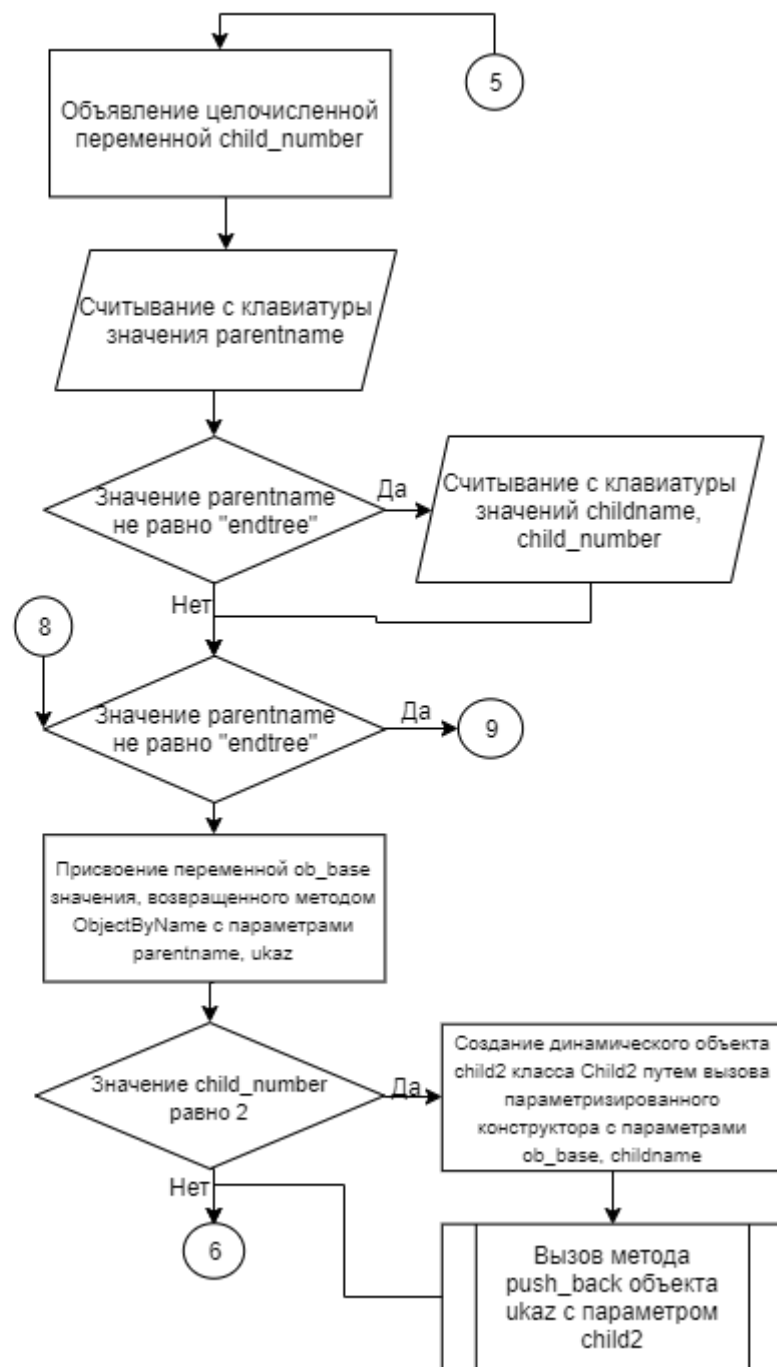 5
Объявление целочисленной
переменной child_number
Считывание с клавиатуры
значения parentname
Значение parentname
не равно "endtree"
Да
Считывание с клавиатуры
значений childname,
child_number
Нет
8
Значение parentname
не равно "endtree"
Да
9
Присвоение переменной ob_base
значения, возвращенного методом
ObjectByName с параметрами
parentname, ukaz
Значение child_number
равно 2
Да
Создание динамического объекта
child2 класса Child2 путем вызова
параметризированного
конструктора с параметрами
ob_base, childname
Нет
6
Вызов метода
push_back объекта
ukaz с параметром
child2